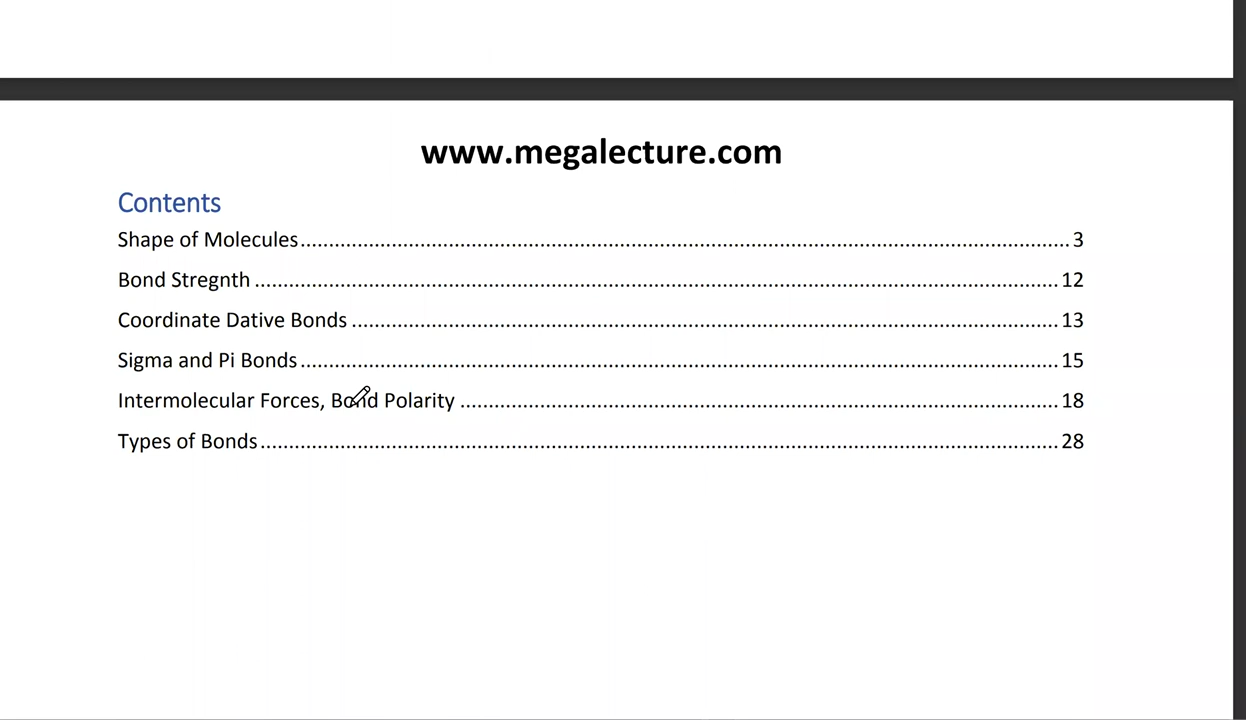 www.megalecture.com
Contents
Shape of Molecules........................................................................................................................................3
Bond Stregnth ..............................................................................................................................................12
Coordinate Dative Bonds .............................................................................................................................13
Sigma and Pi Bonds......................................................................................................................................15
Intermolecular Forces, Bond Polarity ..........................................................................................................18
Types of Bonds.............................................................................................................................................28